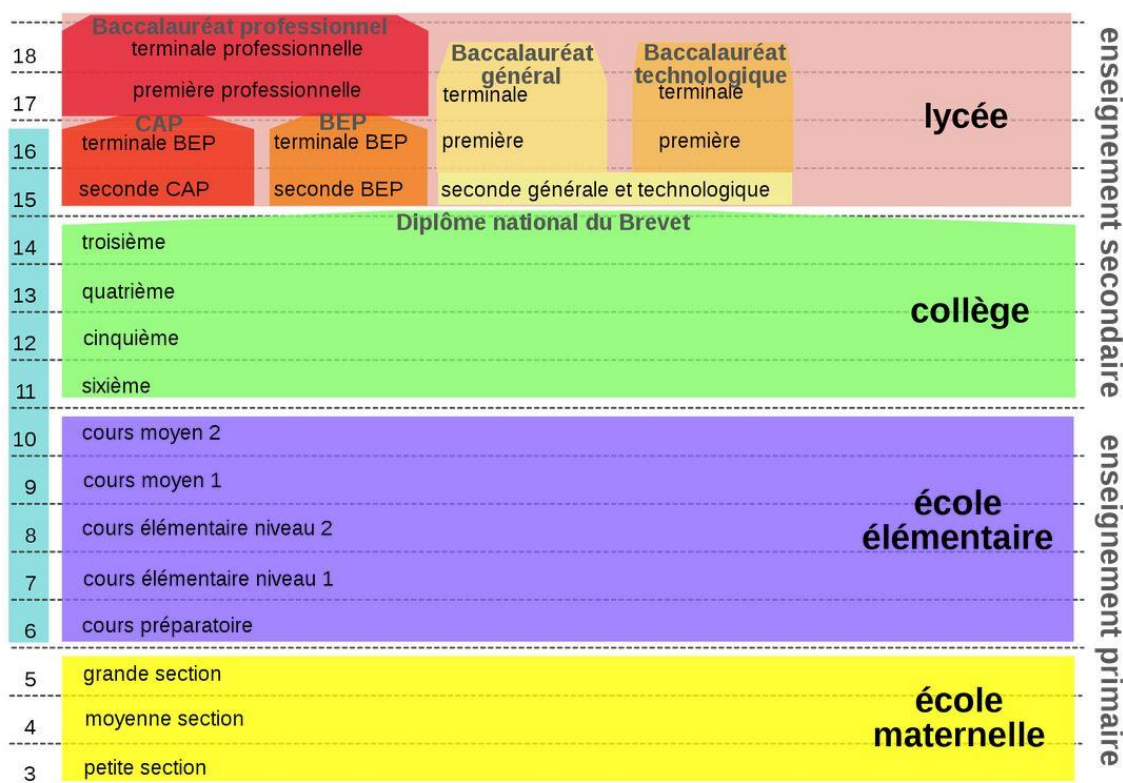 Baccalauréat professionnel
terminale professionnelle
18
Baccalauréat
général
Baccalauréat
technologique
première professionnelle
17
terminale
terminale
lycée
CAP
BEP
16
terminale BEP
terminale BEP
première
première
15
seconde CAP
seconde BEP
seconde générale et technologique
Diplôme national du Brevet
14
troisième
13
quatrième
collège
12
cinquième
11
sixième
enseignement secondaire
10
cours moyen 2
9
cours moyen 1
école
élémentaire
8
cours élémentaire niveau 2
7
cours élémentaire niveau 1
6
cours préparatoire
5
grande section
école
maternelle
4
moyenne section
3
petite section
enseignement primaire